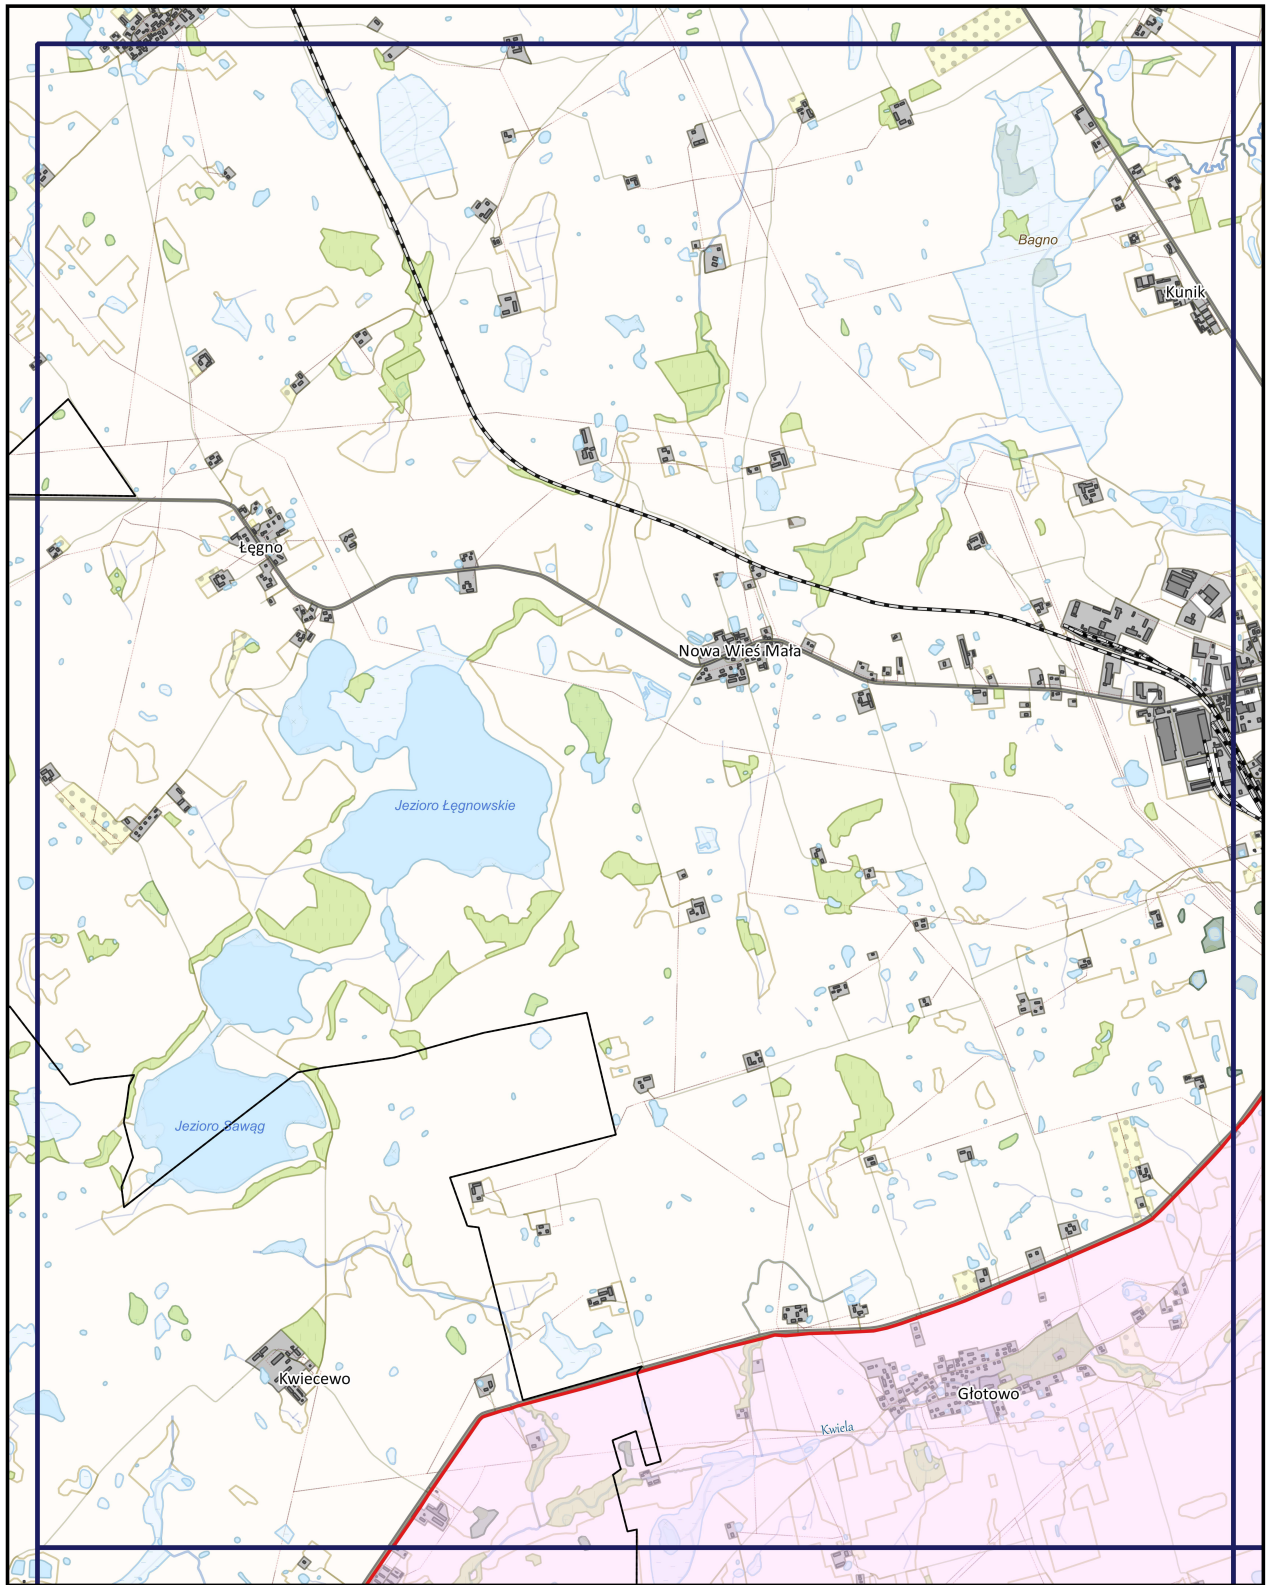 Bagno
Kunik
Łęgno
Nowa Wieś Mała
Jezioro Łęgnowskie
Jezioro Sawąg
Kwiecewo
Głotowo
Kwiela